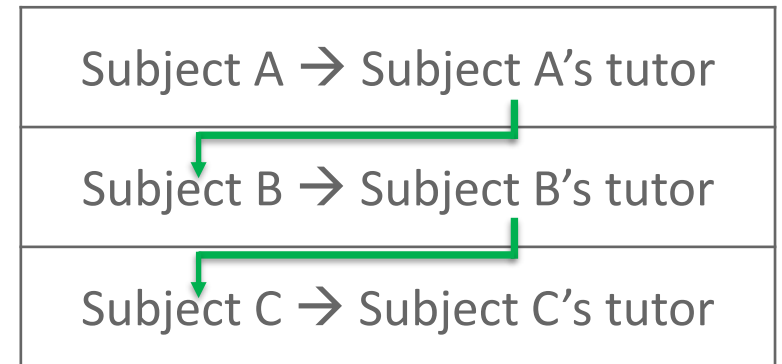 Subject A → Subject A’s tutor
Subject B → Subject B’s tutor
Subject C → Subject C’s tutor